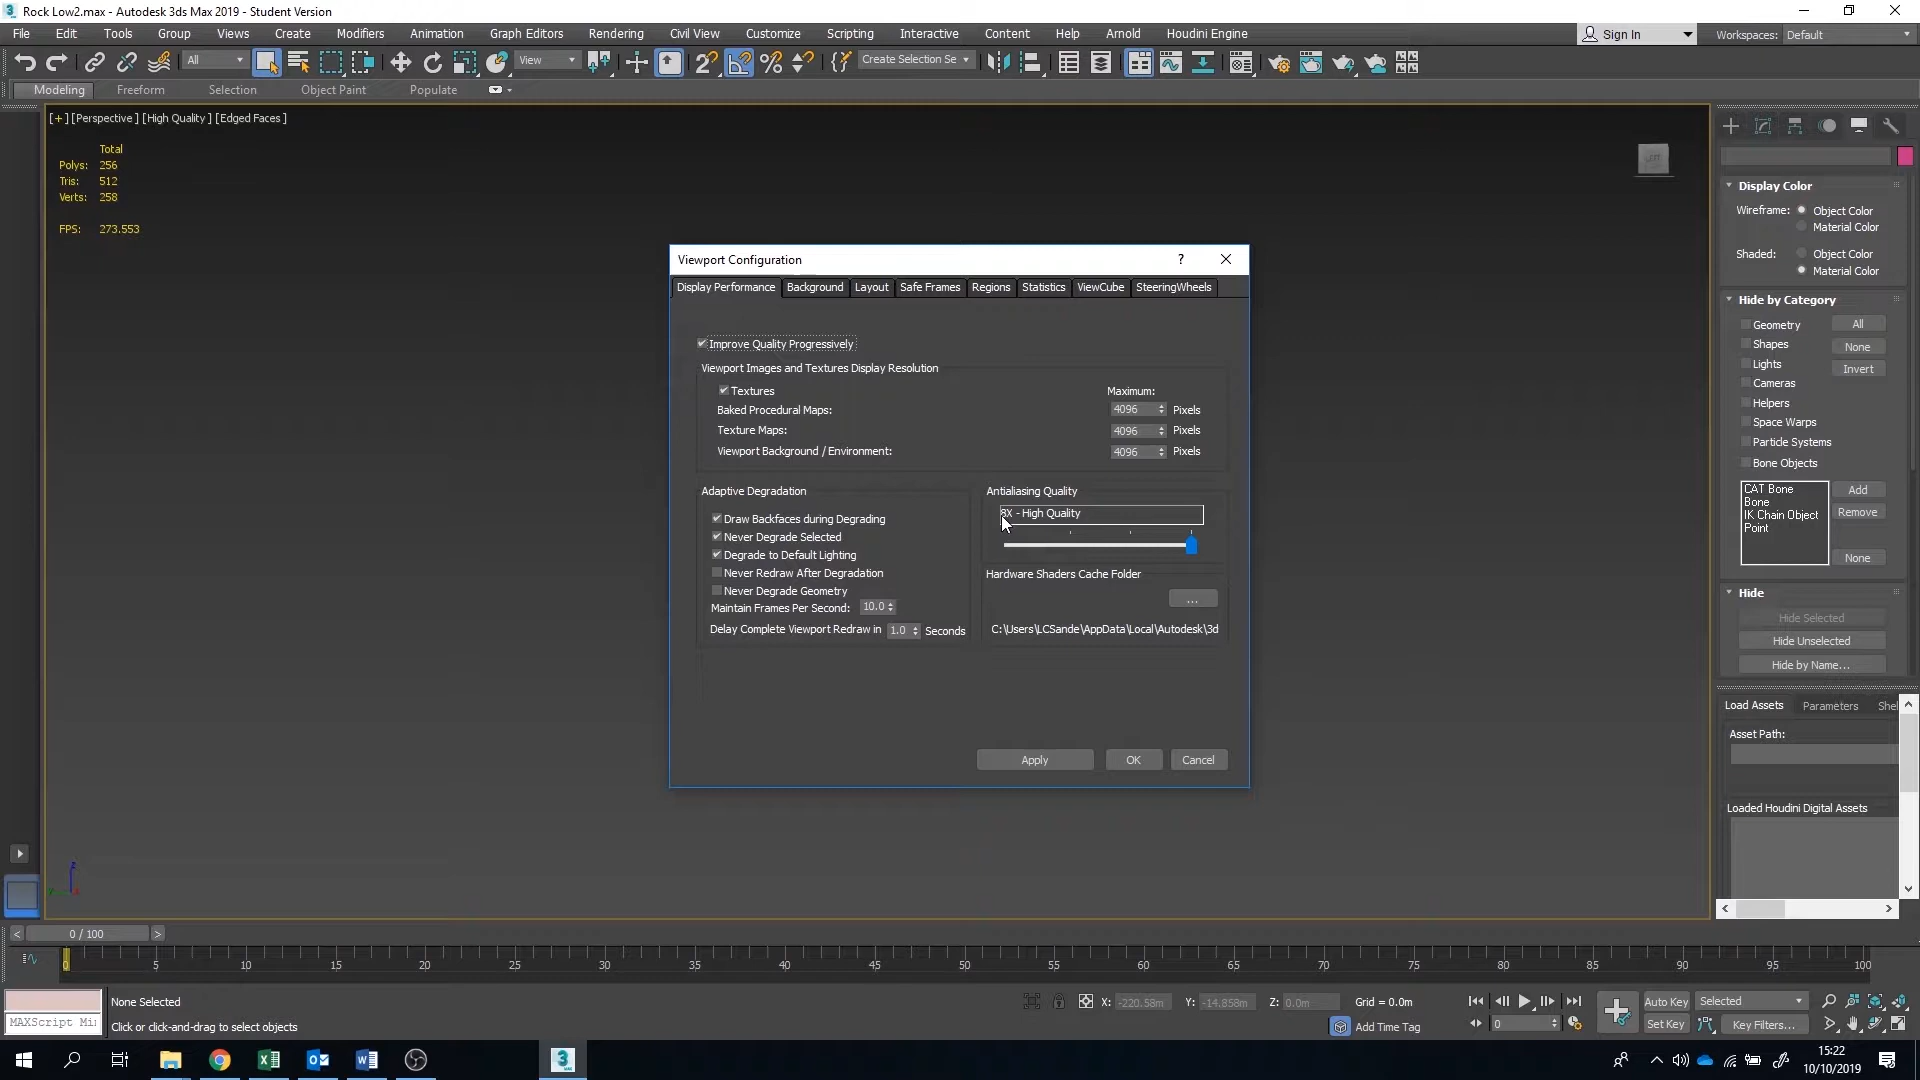 Rock Low2.max - Autodesk 3ds Max 2019 - Student Version
File Edit Tools Group Views Create Modifiers Animation Graph Editors Rendering Civil View Customize Scripting Interactive Content Help Arnold Houdini Engine
Sign In
Workspaces: Default
All
View
Create Selection Se
Modeling Freeform Selection Object Paint Populate
[+] [Perspective] [High Quality] [Edged Faces]
Total
Polys: 256
Tris: 512
Verts: 258
FPS: 273.553
Viewport Configuration ?
Display Performance Background Layout Safe Frames Regions Statistics ViewCube SteeringWheels
Improve Quality Progressively
Viewport Images and Textures Display Resolution
Textures Maximum:
Baked Procedural Maps: 4096 Pixels
Texture Maps: 4096 Pixels
Viewport Background / Environment: 4096 Pixels
Adaptive Degradation
Draw Backfaces during Degrading
Never Degrade Selected
Degrade to Default Lighting
Never Redraw After Degradation
Never Degrade Geometry
Maintain Frames Per Second: 10.0
Delay Complete Viewport Redraw in 1.0 Seconds
Antialiasing Quality
8X - High Quality
Hardware Shaders Cache Folder
...
C:\Users\LCSande\AppData\Local\Autodesk\3d
Apply OK Cancel
Display Color
Wireframe: Object Color
Material Color
Shaded: Object Color
Material Color
Hide by Category
Geometry All
Shapes None
Lights Invert
Cameras
Helpers
Space Warps
Particle Systems
Bone Objects
CAT Bone Add
Bone
IK Chain Object Remove
Point
None
Hide
Hide Selected
Hide Unselected
Hide by Name...
Load Assets Parameters Shel
Asset Path:
Loaded Houdini Digital Assets
z
< 0 / 100 >
0 5 10 15 20 25 30 35 40 45 50 55 60 65 70 75 80 85 90 95 100
None Selected
X: -220.58m Y: -14.858m Z: 0.0m Grid = 0.0m
Auto Key Selected
MAXScript Mi
Click or click-and-drag to select objects
Add Time Tag
0
Set Key Key Filters...
15:22
10/10/2019